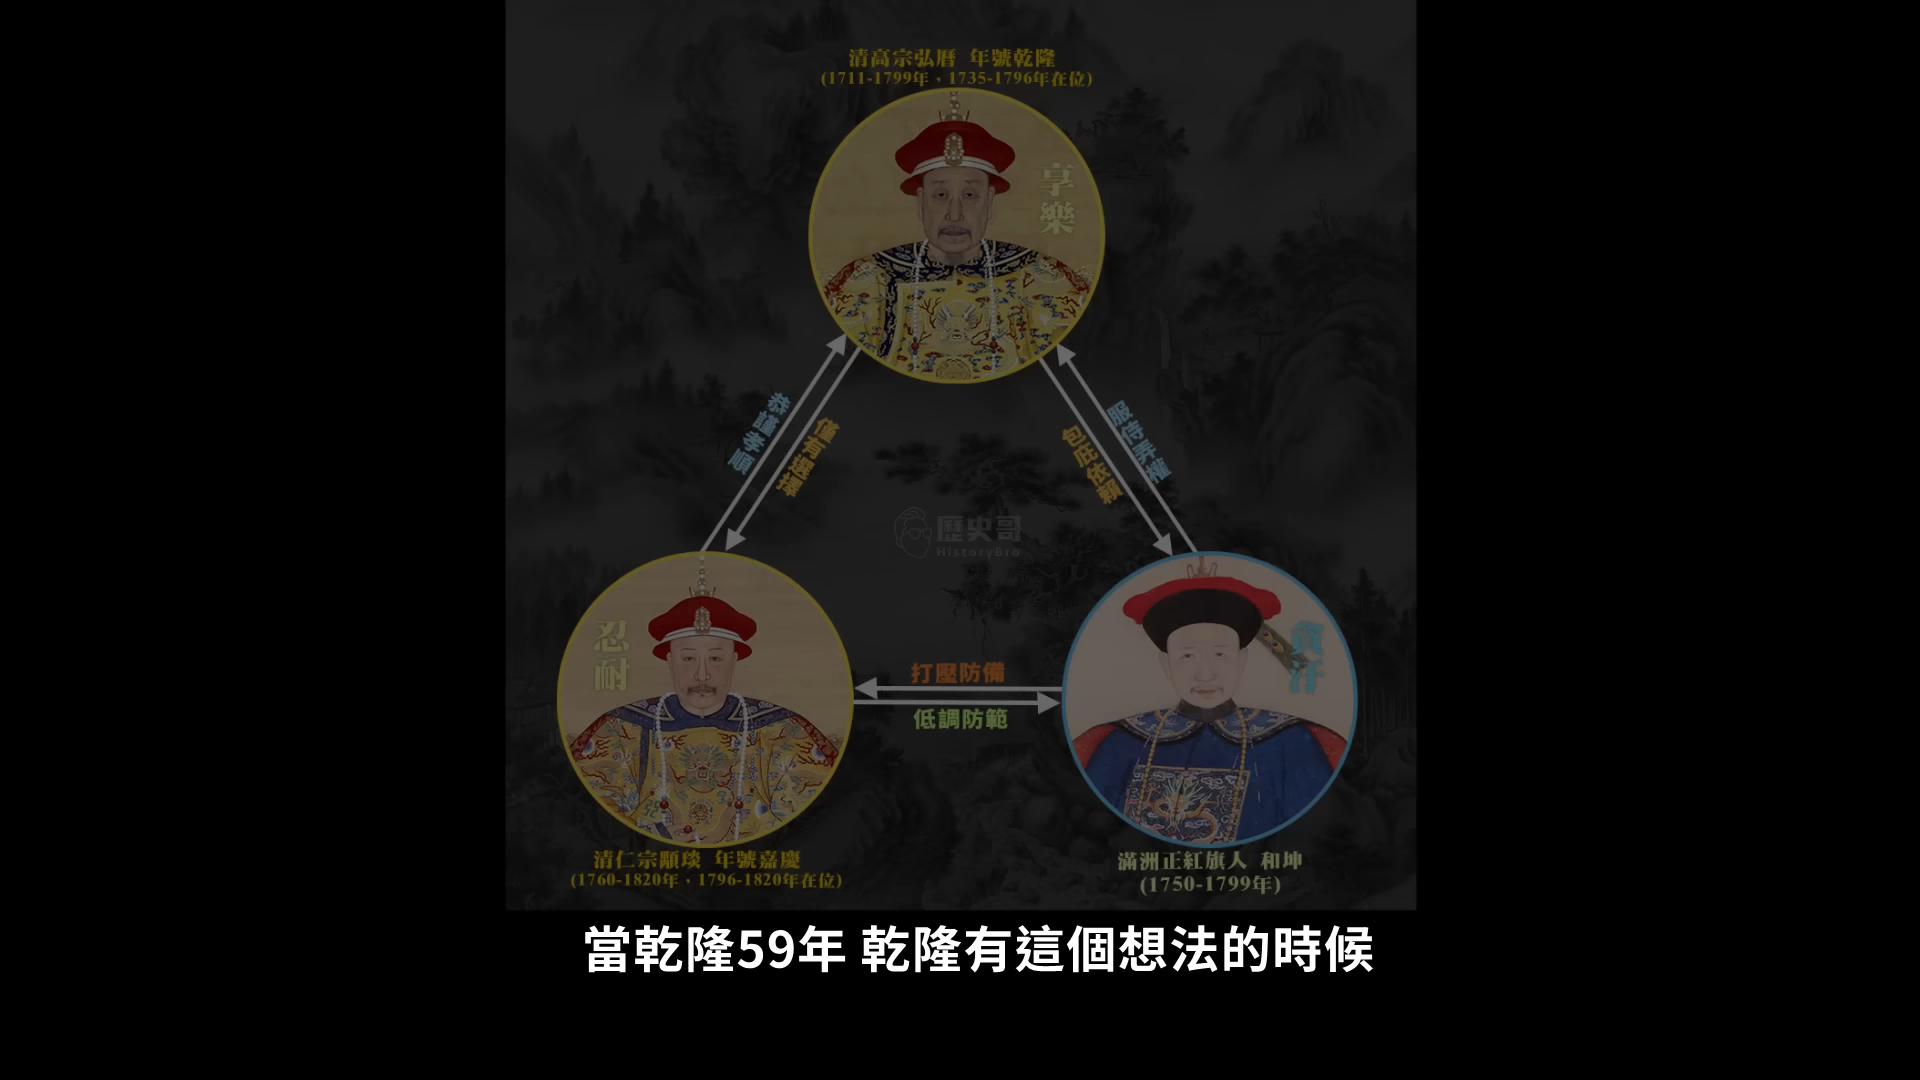 清高宗弘曆 年號乾隆
(1711-1799年，1735-1796年在位)
享樂
恭謹孝順
僅有選擇
包庇依賴
服侍弄權
歷史哥
HistoryBro
忍耐
貪汙
打壓防備
低調防範
清仁宗顒琰 年號嘉慶
(1760-1820年，1796-1820年在位)
滿洲正紅旗人 和坤
(1750-1799年)
當乾隆59年 乾隆有這個想法的時候